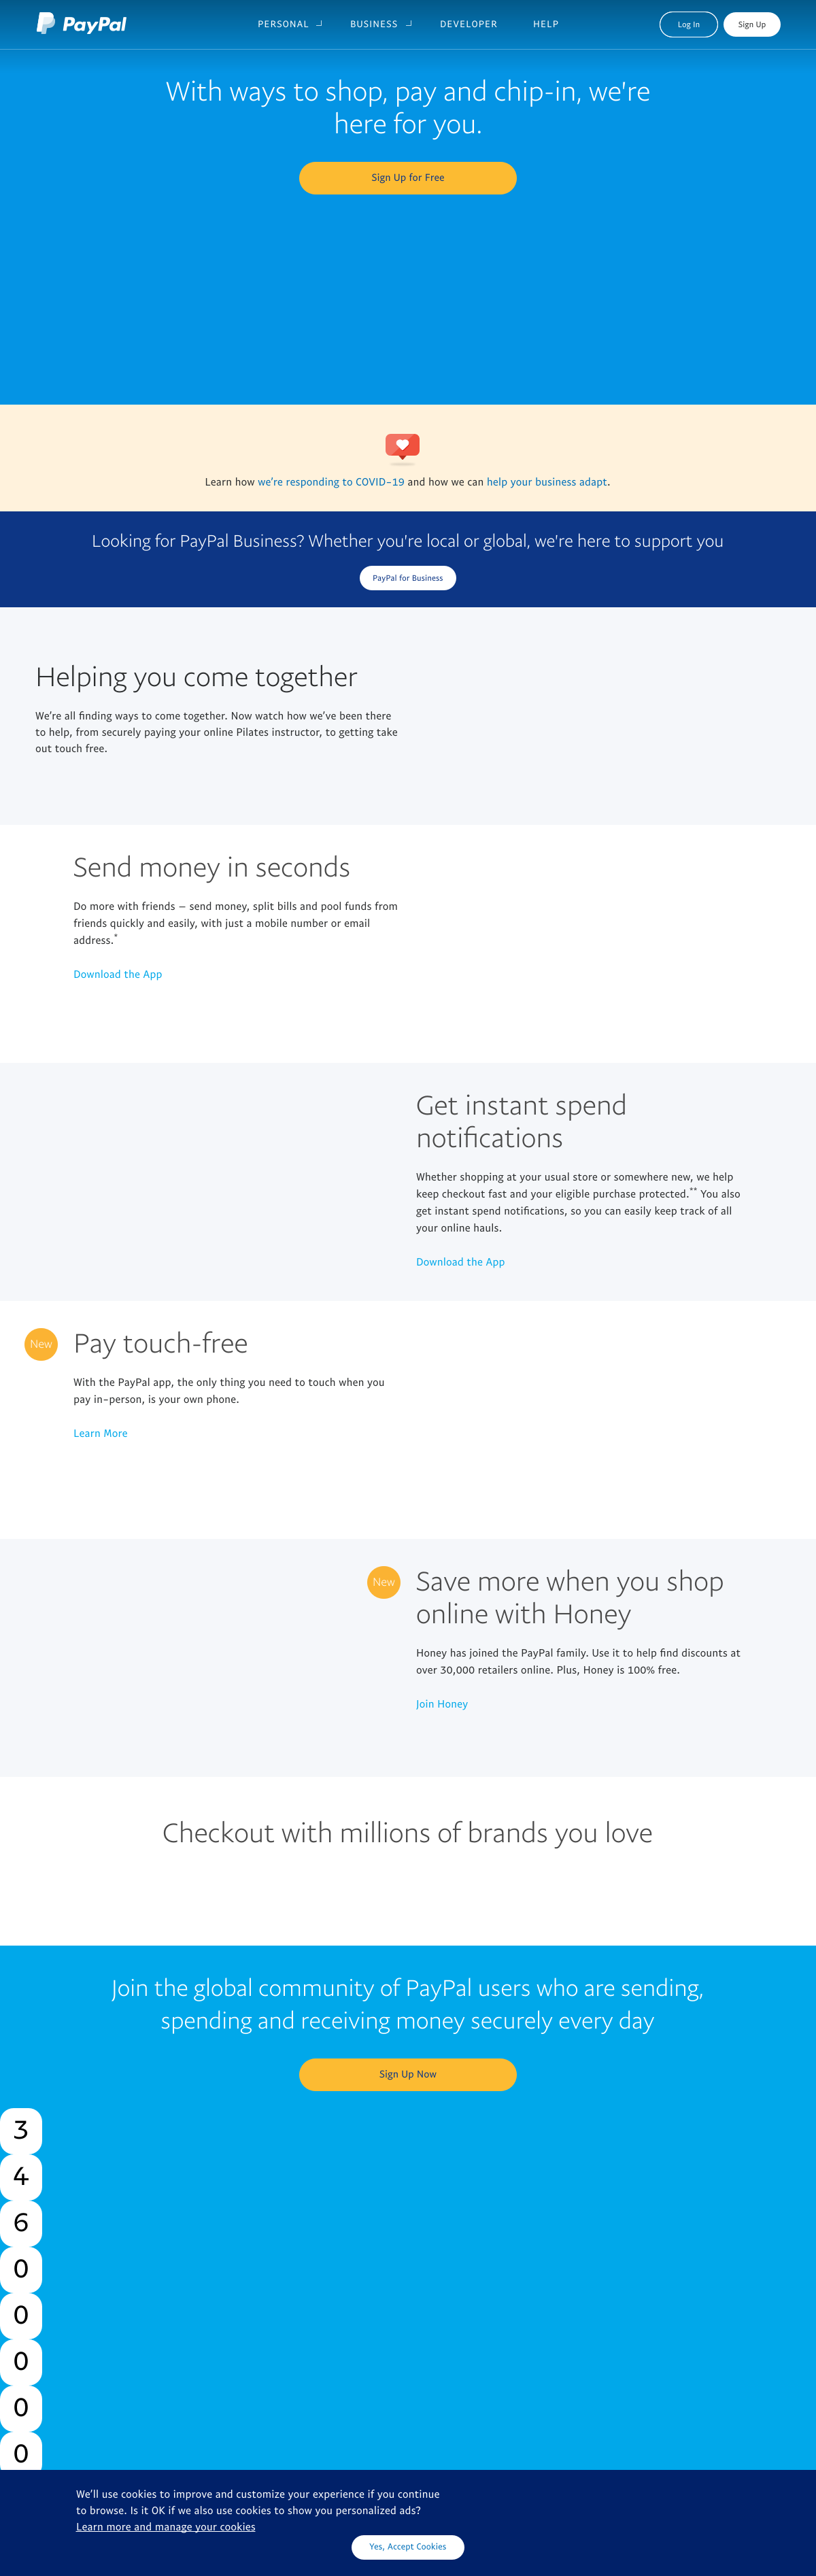 PayPal
PERSONAL
BUSINESS
DEVELOPER
HELP
Log In
Sign Up
With ways to shop, pay and chip-in, we're
here for you.
Sign Up for Free
Learn how we're responding to COVID-19 and how we can help your business adapt.
Looking for PayPal Business? Whether you're local or global, we're here to support you
PayPal for Business
Helping you come together
We're all finding ways to come together. Now watch how we've been there
to help, from securely paying your online Pilates instructor, to getting take
out touch free.
Send money in seconds
Do more with friends – send money, split bills and pool funds from
friends quickly and easily, with just a mobile number or email
address.*
Download the App
Get instant spend
notifications
Whether shopping at your usual store or somewhere new, we help
keep checkout fast and your eligible purchase protected.** You also
get instant spend notifications, so you can easily keep track of all
your online hauls.
Download the App
New
Pay touch-free
With the PayPal app, the only thing you need to touch when you
pay in-person, is your own phone.
Learn More
New
Save more when you shop
online with Honey
Honey has joined the PayPal family. Use it to help find discounts at
over 30,000 retailers online. Plus, Honey is 100% free.
Join Honey
Checkout with millions of brands you love
Join the global community of PayPal users who are sending,
spending and receiving money securely every day
Sign Up Now
3
4
6
0
0
0
0
0
We'll use cookies to improve and customize your experience if you continue
to browse. Is it OK if we also use cookies to show you personalized ads?
Learn more and manage your cookies
Yes, Accept Cookies